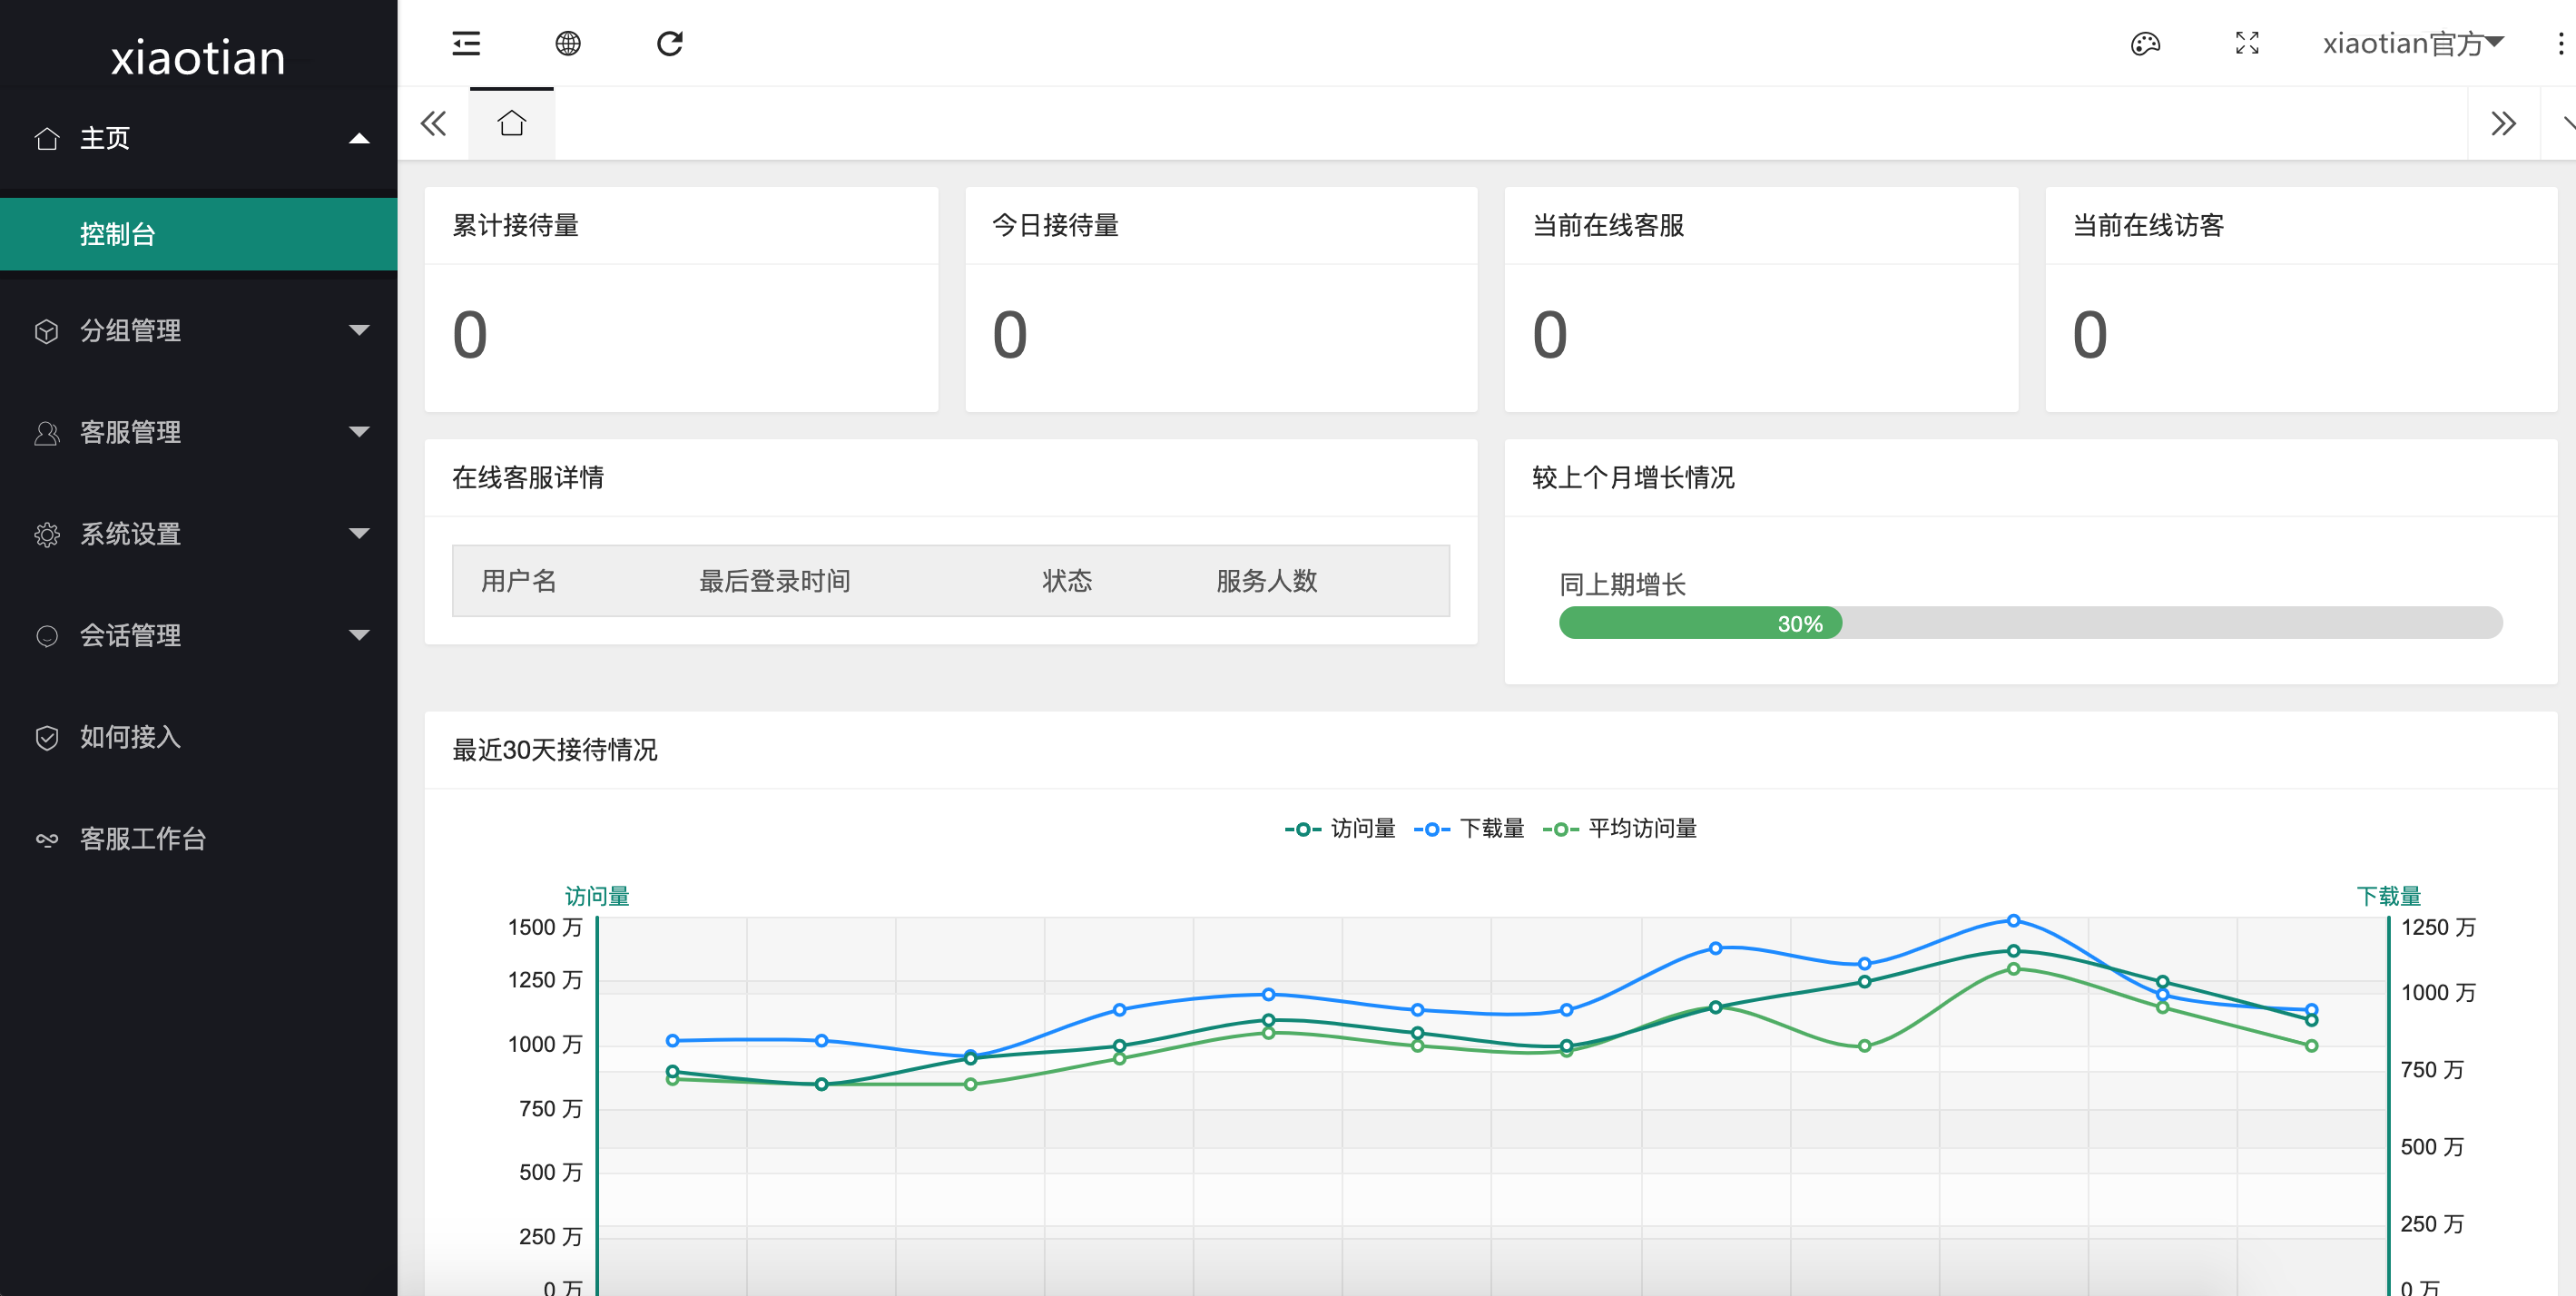 xiaotian
主页
控制台
分组管理
客服管理
系统设置
会话管理
如何接入
客服工作台
xiaotian官方
累计接待量
0
今日接待量
0
当前在线客服
0
当前在线访客
0
在线客服详情
用户名 最后登录时间 状态 服务人数
较上个月增长情况
同上期增长
30%
最近30天接待情况
访问量 下载量 平均访问量
访问量
1500 万
1250 万
1000 万
750 万
500 万
250 万
0 万
下载量
1250 万
1000 万
750 万
500 万
250 万
0 万